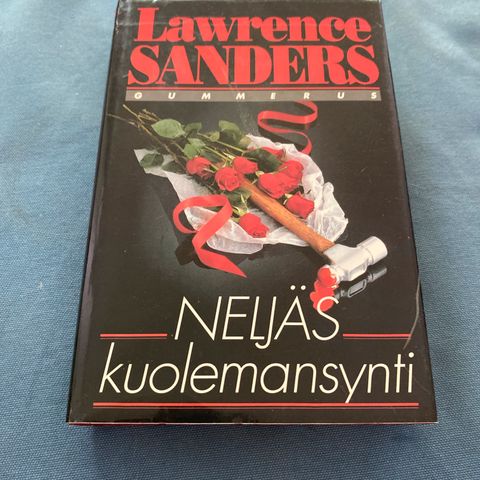 Lawrence
SANDERS
GUMMERUS
NELJÄS
kuolemansynti